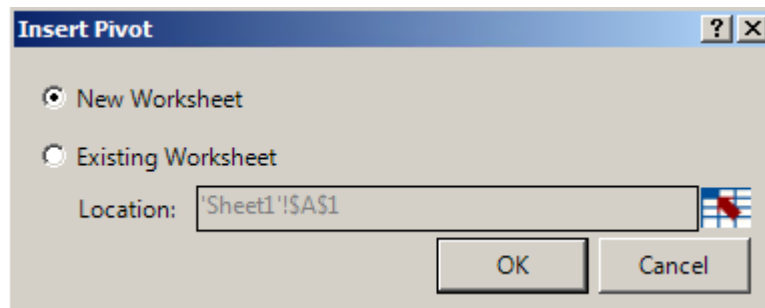 Insert Pivot
New Worksheet
Existing Worksheet
Location: 'Sheet1'!$A$1
OK Cancel